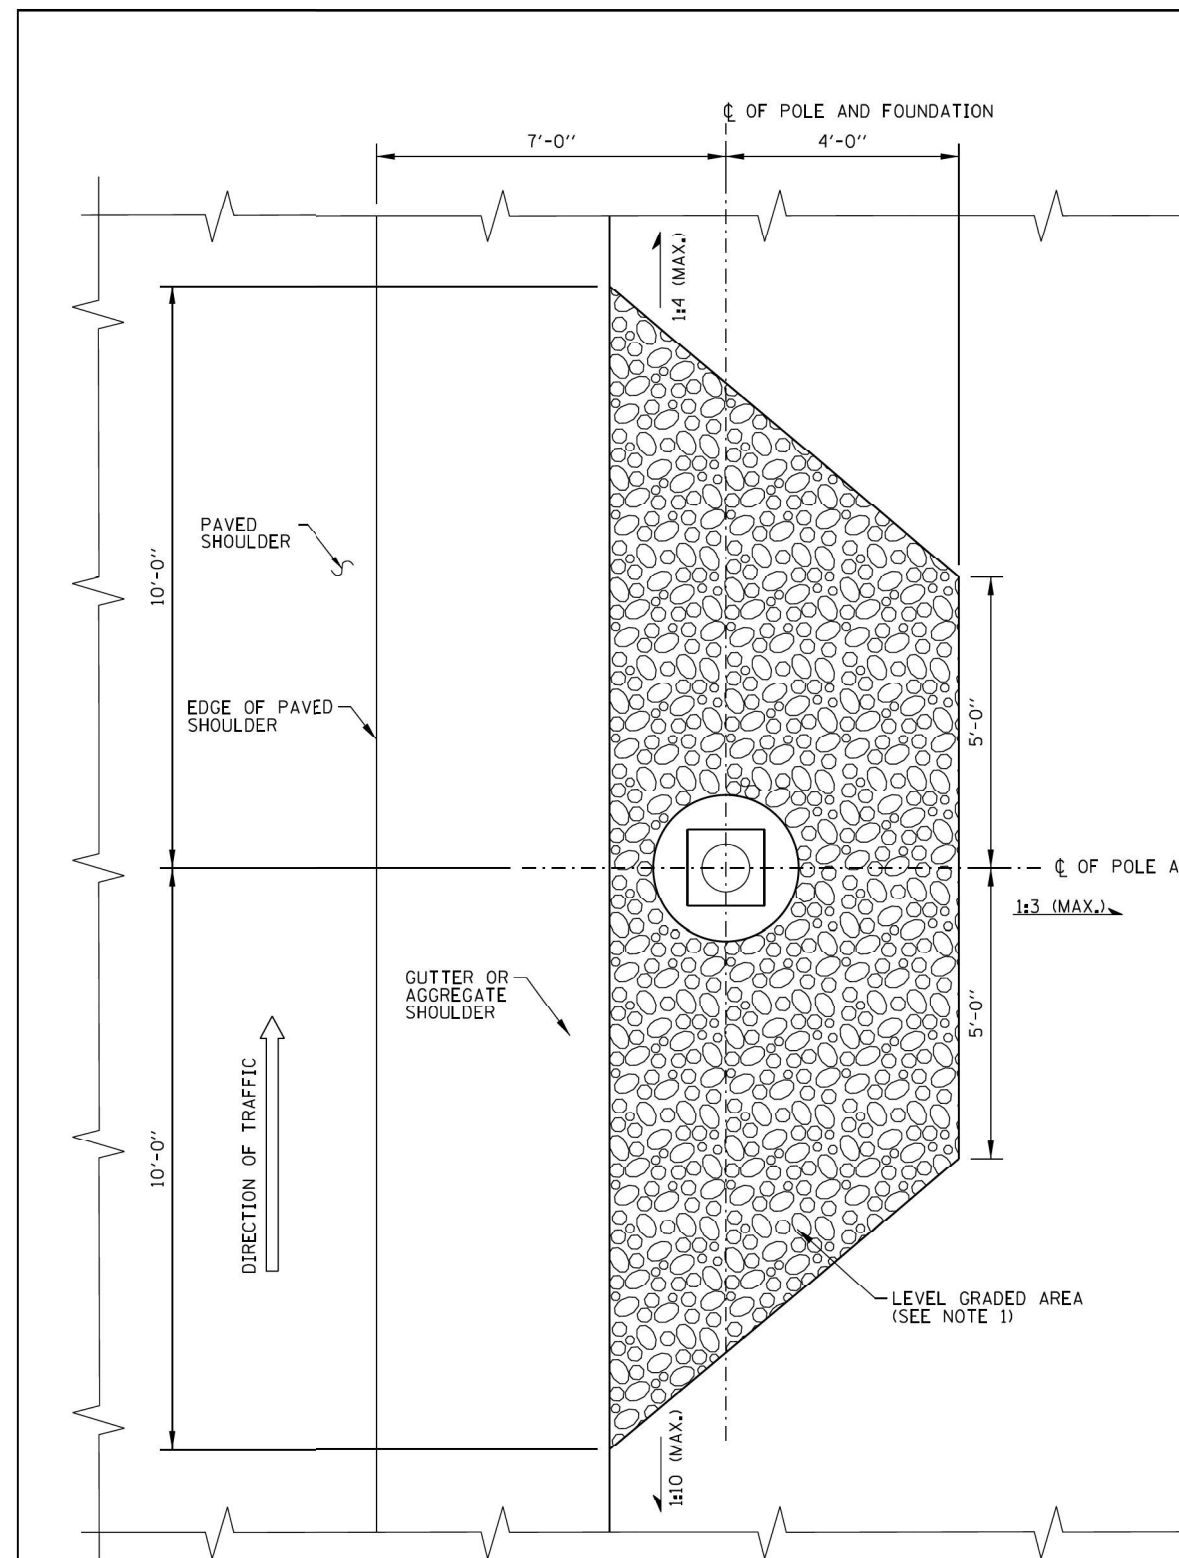 ℄ OF POLE AND FOUNDATION
7'-0"
4'-0"
1:4 (MAX.)
PAVED
SHOULDER
10'-0"
EDGE OF PAVED
SHOULDER
5'-0"
℄ OF POLE A
1:3 (MAX.)
GUTTER OR
AGGREGATE
SHOULDER
5'-0"
DIRECTION OF TRAFFIC
10'-0"
LEVEL GRADED AREA
(SEE NOTE 1)
1:10 (MAX.)